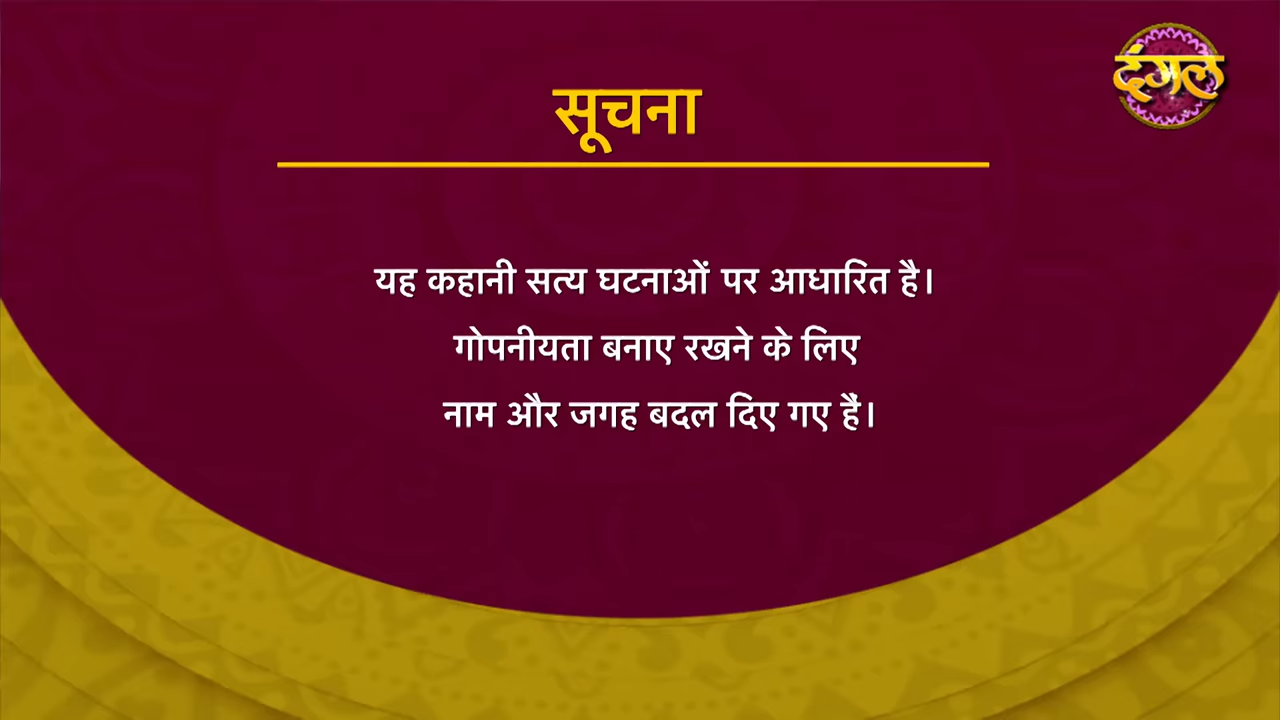 दंगल
सूचना
यह कहानी सत्य घटनाओं पर आधारित है।
गोपनीयता बनाए रखने के लिए
नाम और जगह बदल दिए गए हैं।